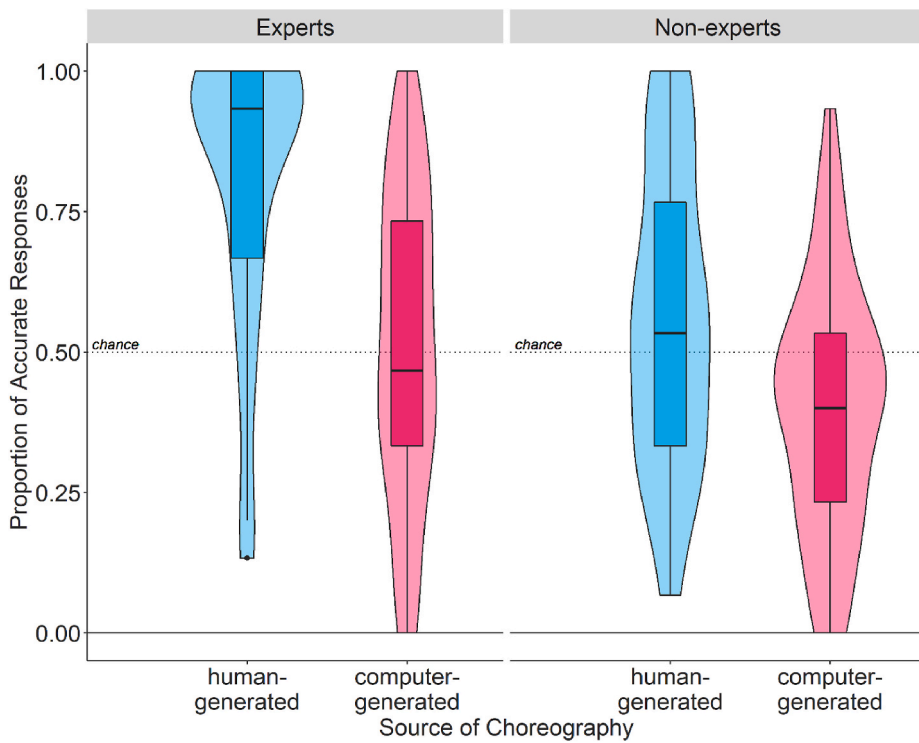 Experts
Non-experts
Proportion of Accurate Responses
1.00
0.75
0.50
0.25
0.00
chance
chance
human-
generated
computer-
generated
human-
generated
computer-
generated
Source of Choreography